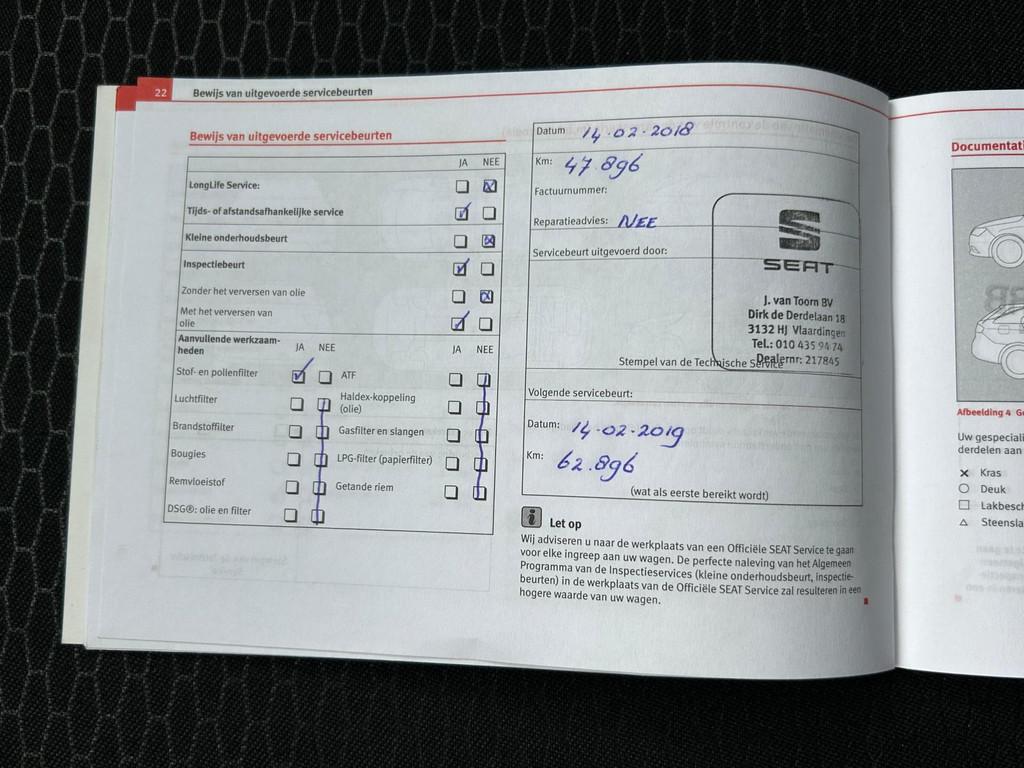 22 Bewijs van uitgevoerde servicebeurten
Bewijs van uitgevoerde servicebeurten
JA NEE
LongLife Service:
Tijds- of afstandsafhankelijke service
Kleine onderhoudsbeurt
Inspectiebeurt
Zonder het verversen van olie
Met het verversen van
olie
Aanvullende werkzaam-
heden
JA NEE JA NEE
Stof- en pollenfilter ATF
Luchtfilter Haldex-koppeling
(olie)
Brandstoffilter Gasfilter en slangen
Bougies LPG-filter (papierfilter)
Remvloeistof Getande riem
DSG®: olie en filter
Datum 14-02-2018
Km: 47.896
Factuurnummer:
Reparatieadvies: NEE
Servicebeurt uitgevoerd door:
SEAT
J. van Toorn BV
Dirk de Derdelaan 18
3132 HJ Vlaardingen
Tel.: 010 435 94 74
Dealernr: 217845
Stempel van de Technische Service
Volgende servicebeurt:
Datum: 14-02-2019
Km: 62.896
(wat als eerste bereikt wordt)
i Let op
Wij adviseren u naar de werkplaats van een Officiële SEAT Service te gaan
voor elke ingreep aan uw wagen. De perfecte naleving van het Algemeen
Programma van de Inspectieservices (kleine onderhoudsbeurt, inspectie-
beurten) in de werkplaats van de Officiële SEAT Service zal resulteren in een
hogere waarde van uw wagen.
Documentati
Afbeelding 4 Ge
Uw gespeciali
derdelen aan
Kras
Deuk
Lakbesch
Steensla